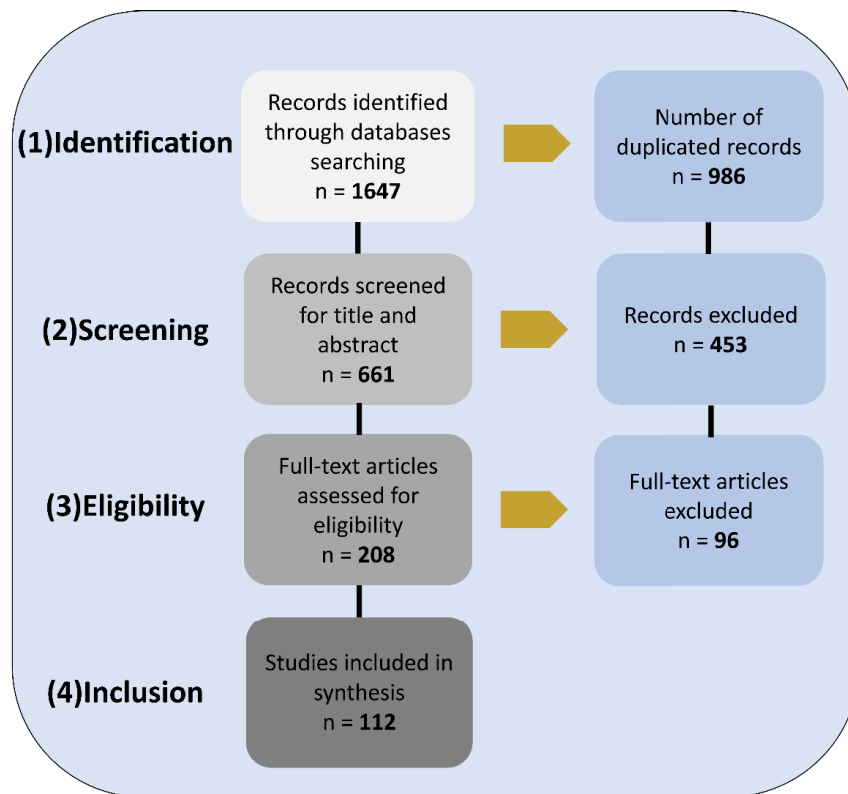 (1)Identification
Records identified
through databases
searching
n = 1647
Number of
duplicated records
n = 986
(2)Screening
Records screened
for title and
abstract
n = 661
Records excluded
n = 453
(3)Eligibility
Full-text articles
assessed for
eligibility
n = 208
Full-text articles
excluded
n = 96
(4)Inclusion
Studies included in
synthesis
n = 112